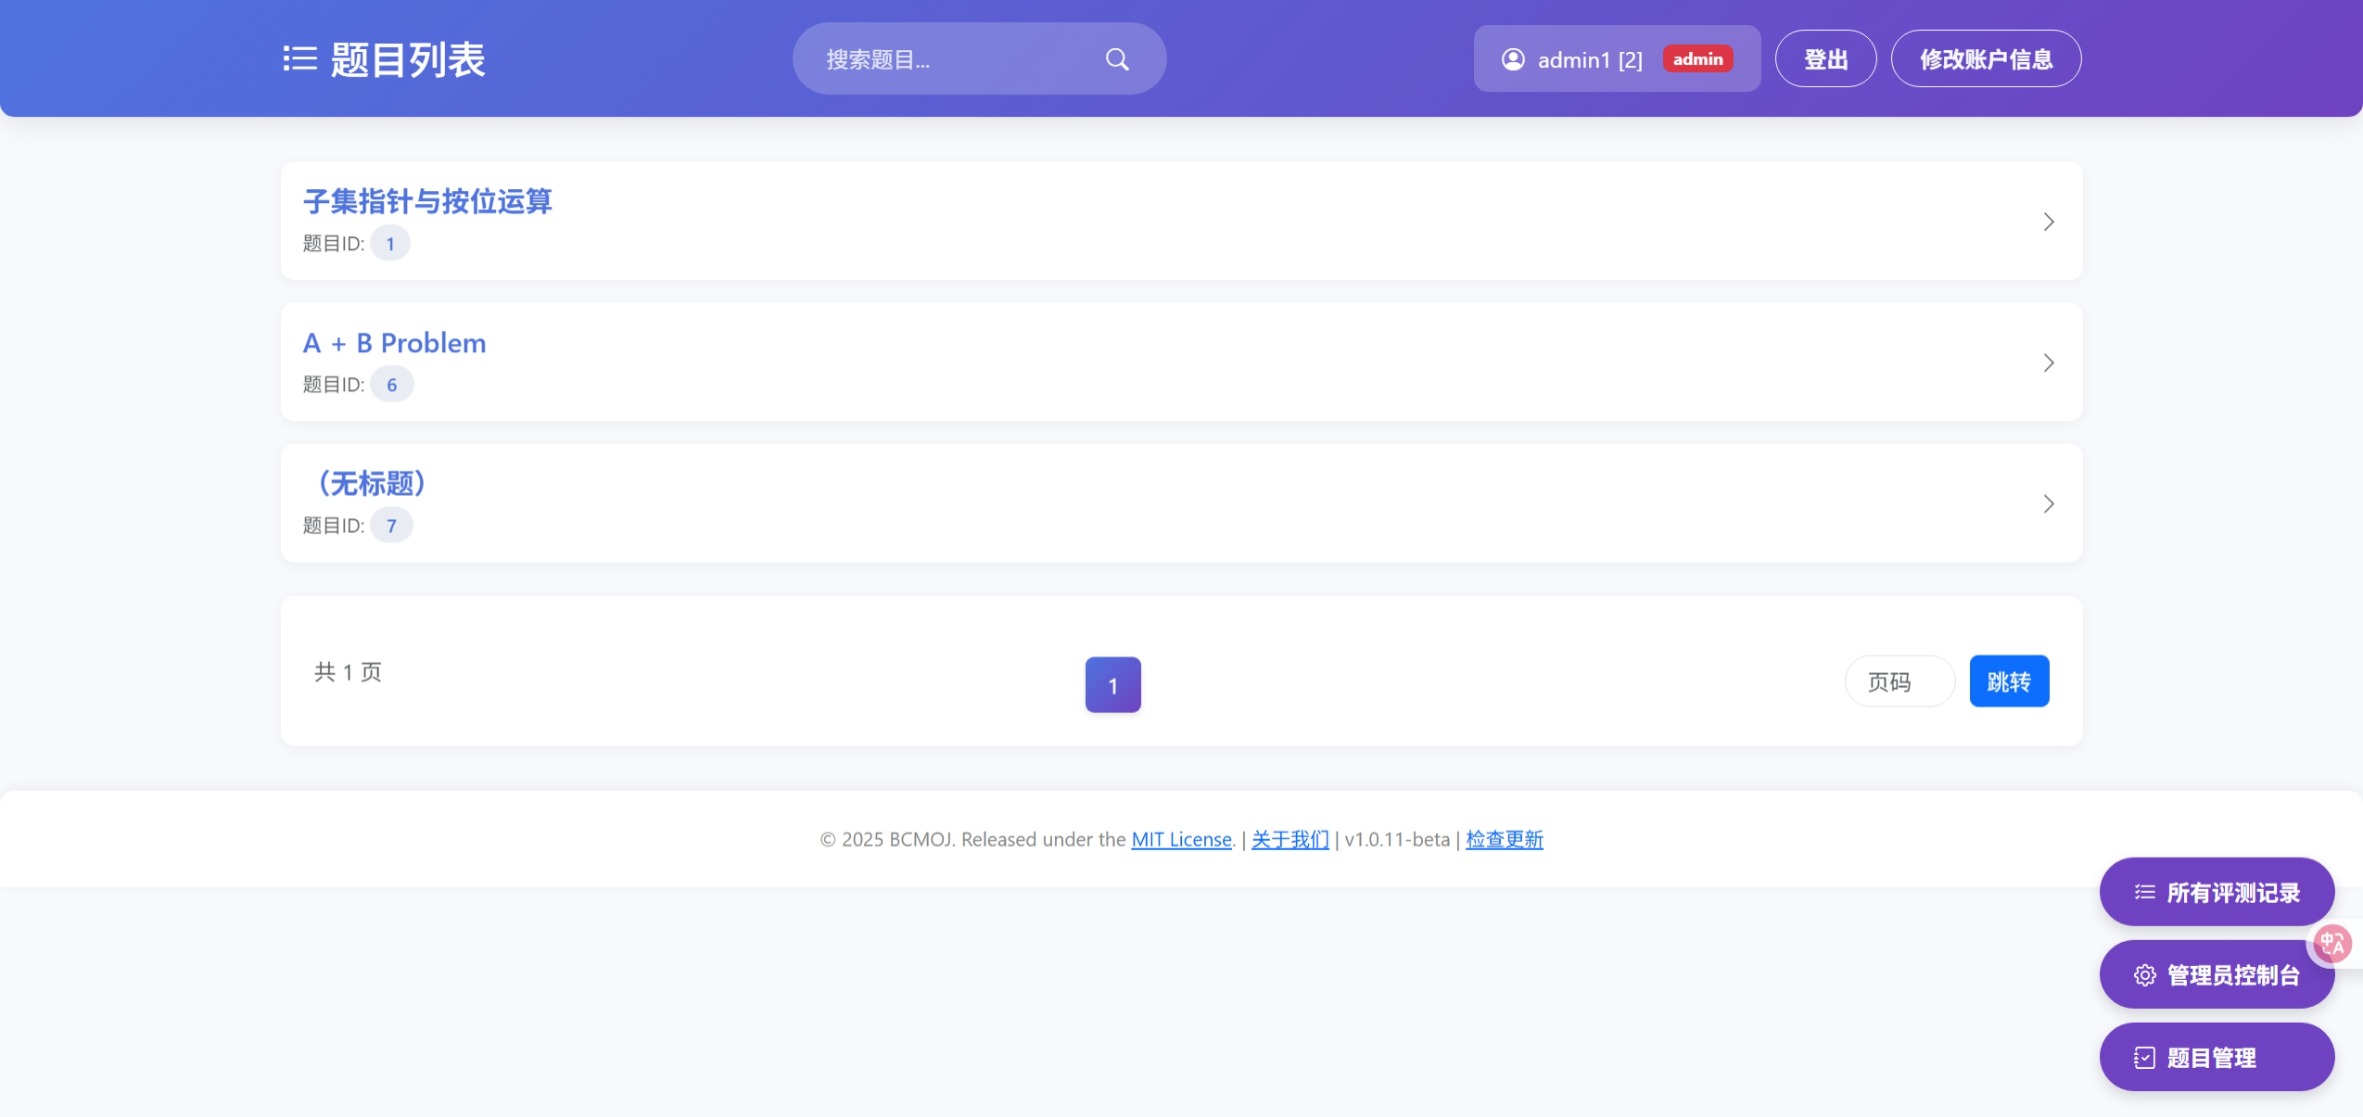 题目列表
搜索题目...
admin1 [2] admin
登出
修改账户信息
子集指针与按位运算
题目ID: 1
A + B Problem
题目ID: 6
（无标题）
题目ID: 7
共 1 页
1
页码
跳转
© 2025 BCMOJ. Released under the MIT License. | 关于我们 | v1.0.11-beta | 检查更新
所有评测记录
中A
管理员控制台
题目管理